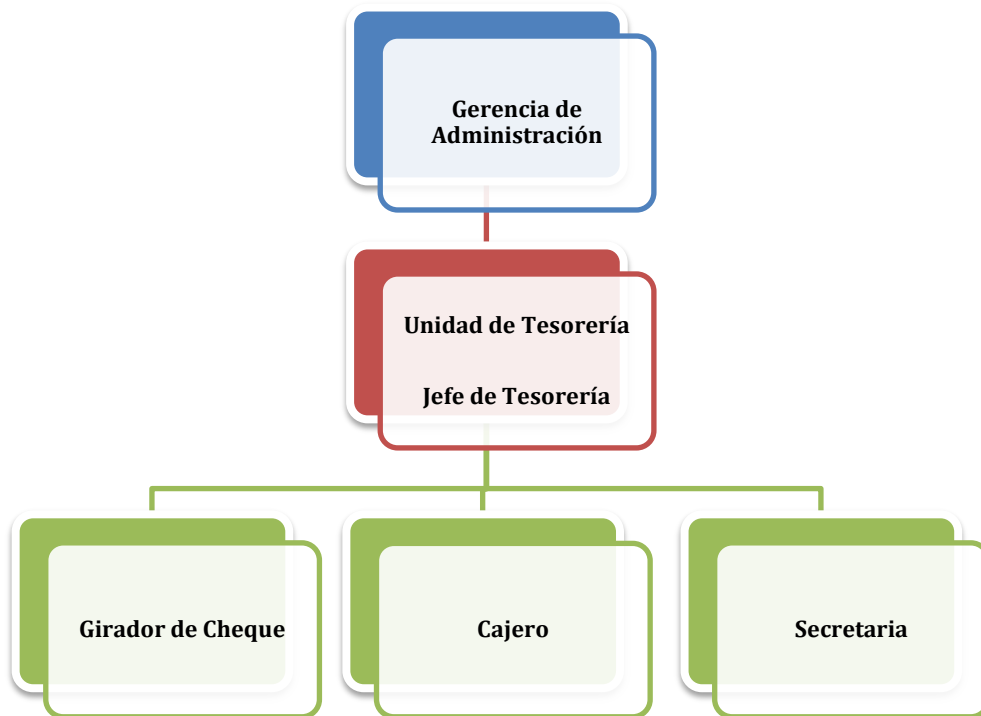 Gerencia de
Administración
Unidad de Tesorería
Jefe de Tesorería
Girador de Cheque
Cajero
Secretaria